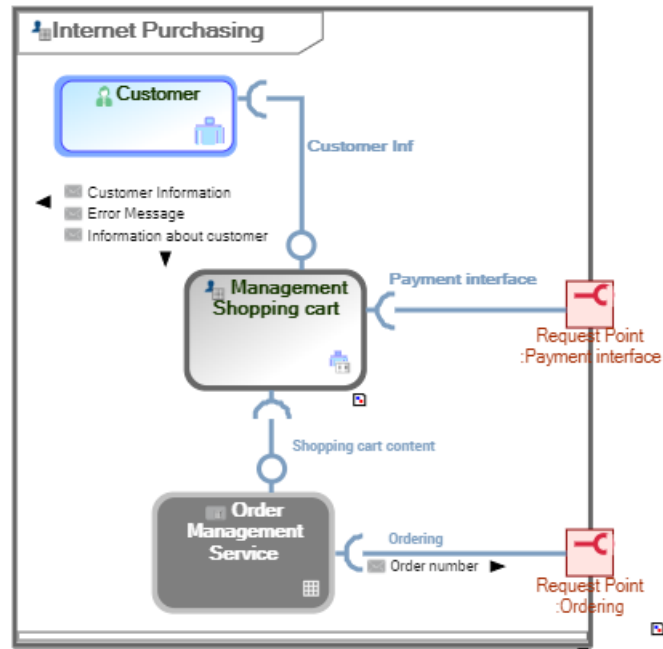 Internet Purchasing
Customer
Customer Inf
Customer Information
Error Message
Information about customer
Management
Shopping cart
Payment interface
Request Point
:Payment interface
Shopping cart content
Order
Management
Service
Ordering
Order number
Request Point
:Ordering